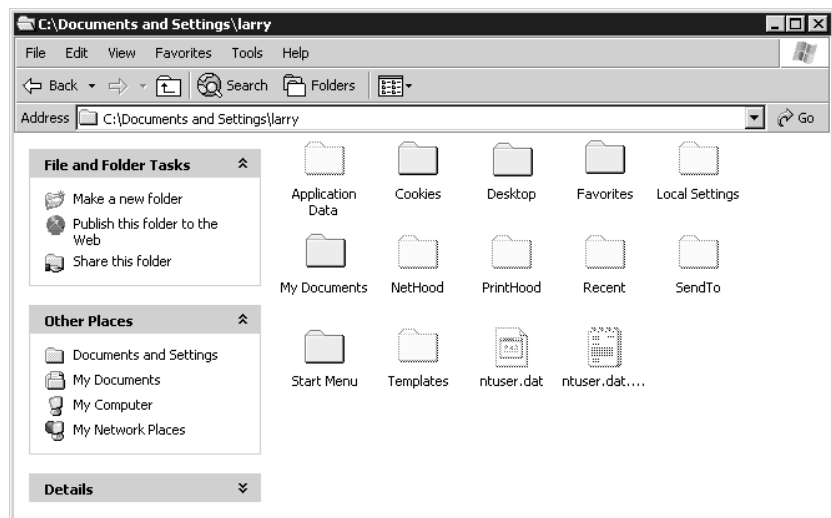 C:\Documents and Settings\larry
File Edit View Favorites Tools Help
Back Search Folders
Address C:\Documents and Settings\larry Go
File and Folder Tasks
Make a new folder
Publish this folder to the
Web
Share this folder
Other Places
Documents and Settings
My Documents
My Computer
My Network Places
Details
Application
Data
Cookies
Desktop
Favorites
Local Settings
My Documents
NetHood
PrintHood
Recent
SendTo
Start Menu
Templates
ntuser.dat
ntuser.dat....